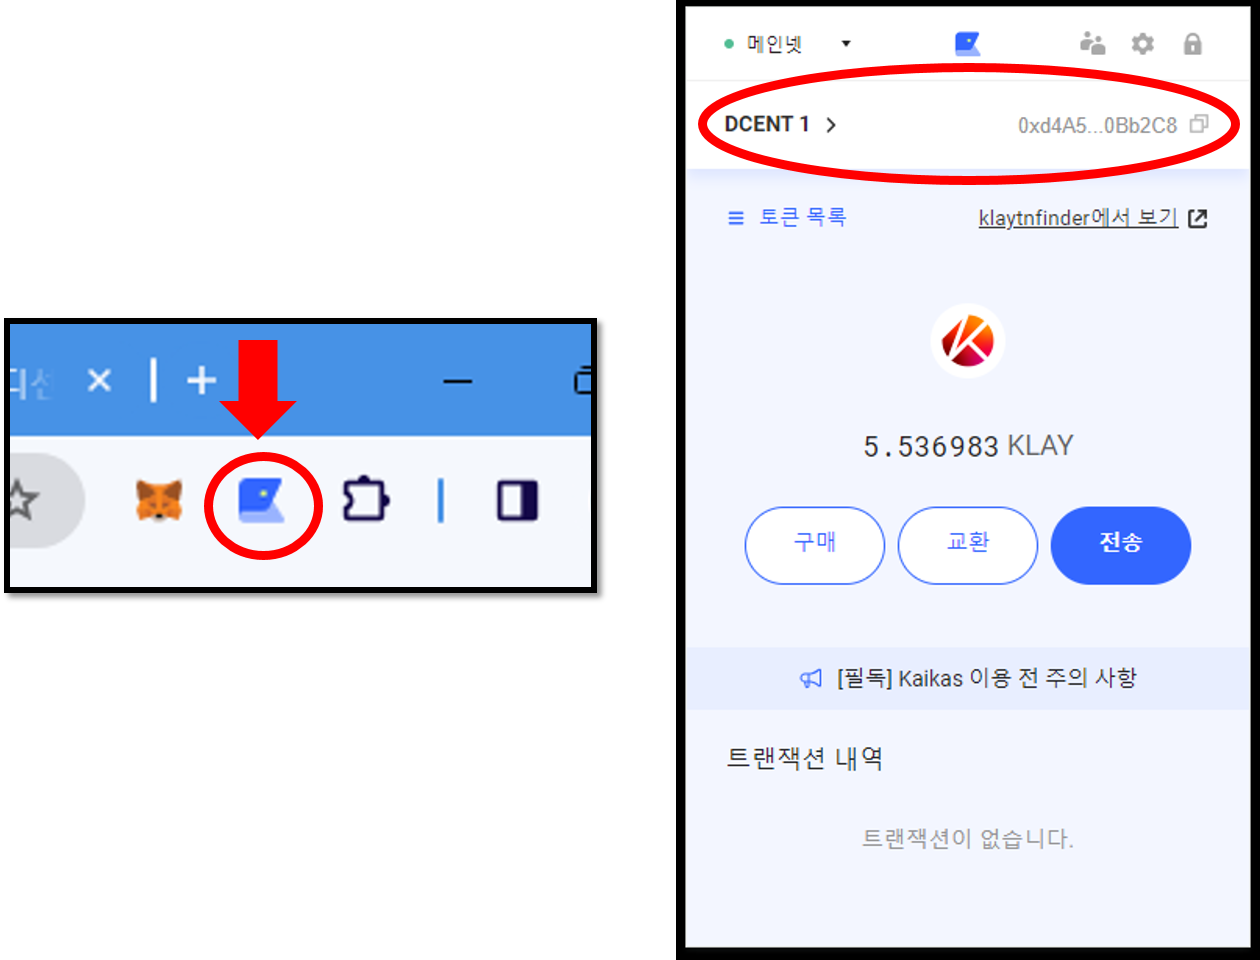 메인넷
DCENT 1
0xd4A5...0Bb2C8
토큰 목록
klaytnfinder에서 보기
5.536983 KLAY
구매
교환
전송
[필독] Kaikas 이용 전 주의 사항
트랜잭션 내역
트랜잭션이 없습니다.